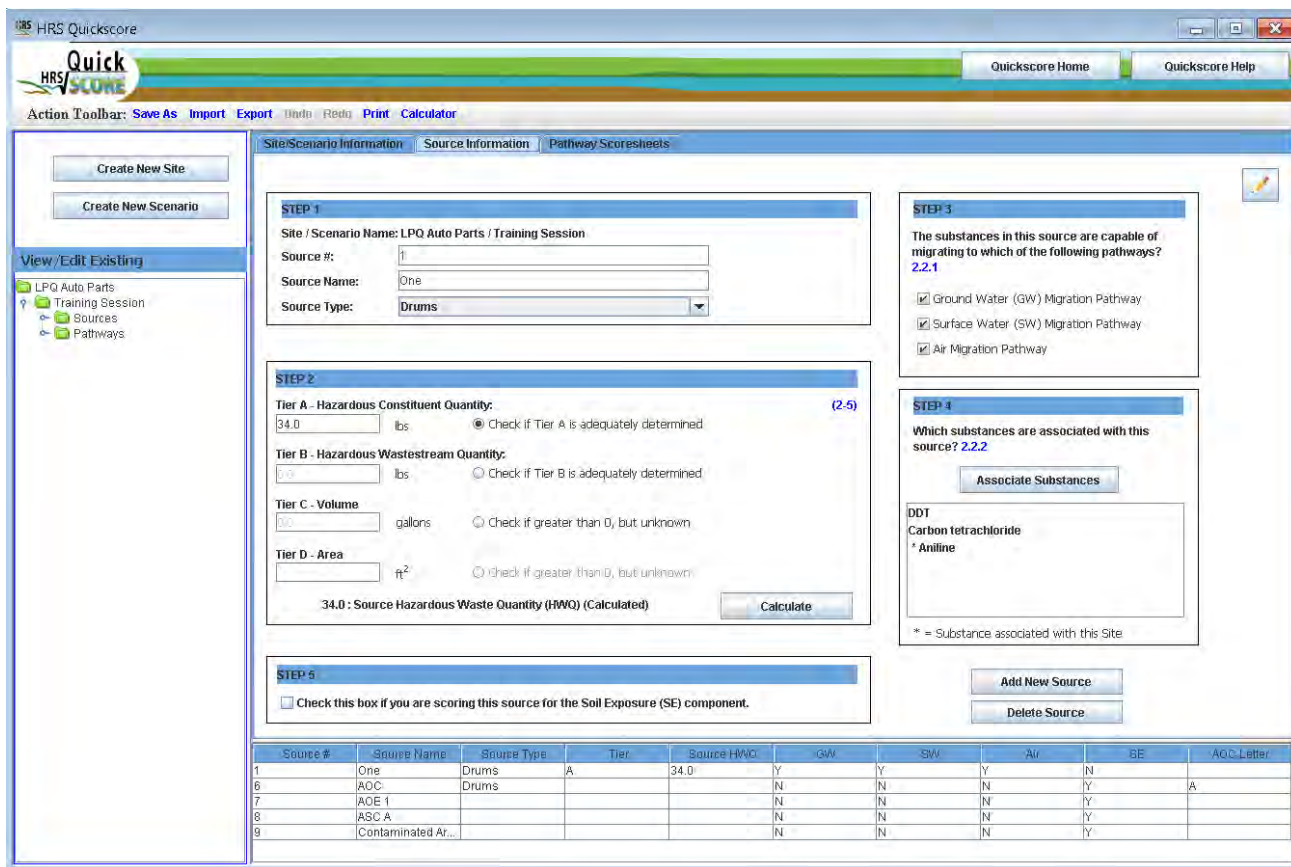 HRS Quickscore
Quick
HRS SCORE
Quickscore Home
Quickscore Help
Action Toolbar: Save As Import Export Undo Redo Print Calculator
Create New Site
Create New Scenario
View /Edit Existing
LPQ Auto Parts
Training Session
Sources
Pathways
Site/Scenario Information Source Information Pathway Scoresheets
STEP 1
Site / Scenario Name: LPQ Auto Parts / Training Session
Source #: 1
Source Name: One
Source Type: Drums
STEP 2
Tier A - Hazardous Constituent Quantity: (2-5)
34.0 lbs Check if Tier A is adequately determined
Tier B - Hazardous Wastestream Quantity:
lbs Check if Tier B is adequately determined
Tier C - Volume
gallons Check if greater than 0, but unknown
Tier D - Area
ft2 Check if greater than 0, but unknown
34.0 : Source Hazardous Waste Quantity (HWQ) (Calculated) Calculate
STEP 5
Check this box if you are scoring this source for the Soil Exposure (SE) component.
STEP 3
The substances in this source are capable of
migrating to which of the following pathways?
2.2.1
Ground Water (GW) Migration Pathway
Surface Water (SW) Migration Pathway
Air Migration Pathway
STEP 4
Which substances are associated with this
source? 2.2.2
Associate Substances
DDT
Carbon tetrachloride
* Aniline
* = Substance associated with this Site
Add New Source
Delete Source
Source # Source Name Source Type Tier Source HWQ GW SW Air SE AOC Letter
1 One Drums A 34.0 Y Y Y N
6 AOC Drums N N N Y A
7 AOE 1 N N N Y
8 ASC A N N N Y
9 Contaminated Ar... N N N Y